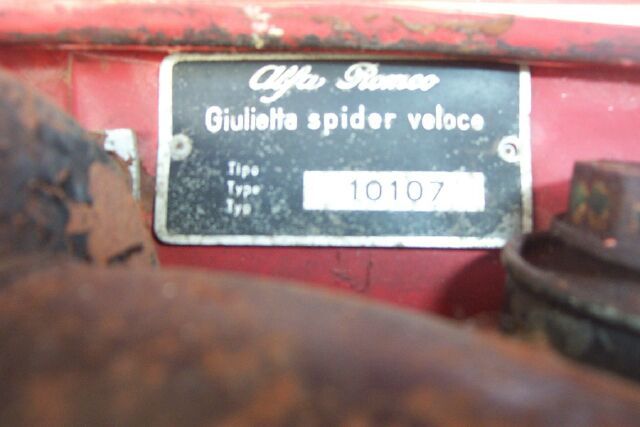 Alfa Romeo
Giulietta spider veloce
Tipo
Type
Typ
10107